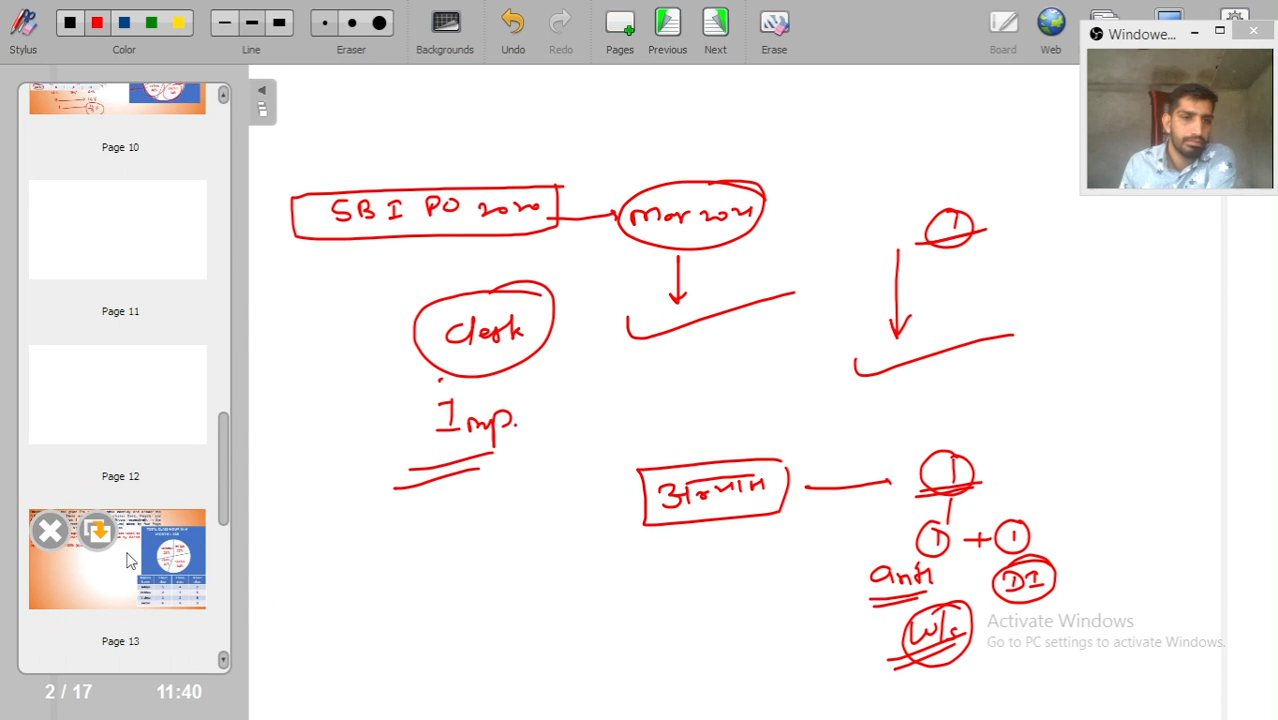 Stylus
Color
Line
Eraser
Backgrounds
Undo
Redo
Pages
Previous
Next
Erase
Board
Web
Windowe...
Page 10
Page 11
Page 12
Page 13
2 / 17
11:40
SBI PO 2020
Mar 2021
1
Clerk
Imp.
1
1 + 1
DI
W/s
Activate Windows
Go to PC settings to activate Windows.